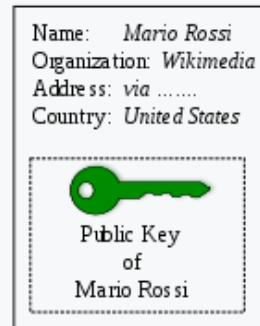 Name: Mario Rossi
Organization: Wikimedia
Address: via .......
Country: United States
Public Key
of
Mario Rossi